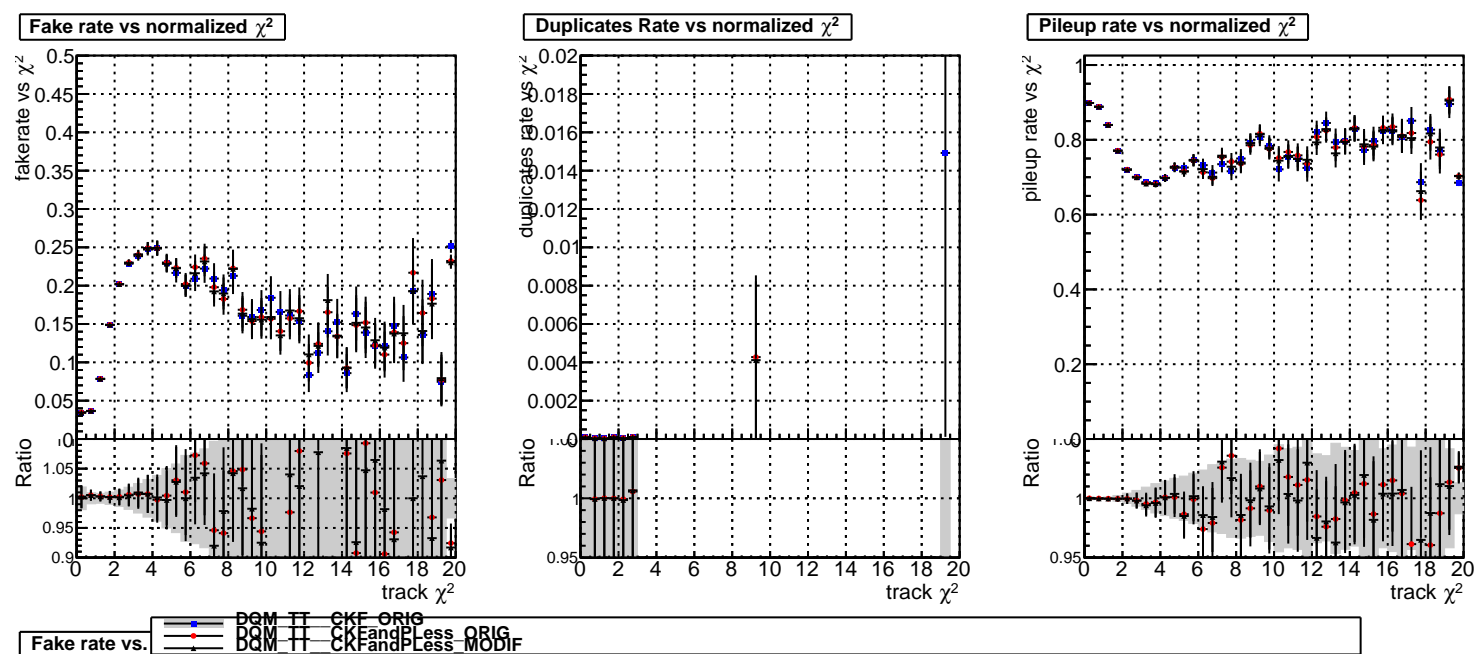 Fake rate vs normalized χ²
fakerate vs χ²
0.5
0.45
0.4
0.35
0.3
0.25
0.2
0.15
0.1
0.05
0
Ratio
1.05
1
0.95
0.9
0 2 4 6 8 10 12 14 16 18 20
track χ²
Duplicates Rate vs normalized χ²
duplicates rate vs χ²
0.02
0.018
0.016
0.014
0.012
0.01
0.008
0.006
0.004
0.002
0
Ratio
1
0.95
0 2 4 6 8 10 12 14 16 18 20
track χ²
Pileup rate vs normalized χ²
pileup rate vs χ²
1
0.8
0.6
0.4
0.2
0
Ratio
1
0.95
0 2 4 6 8 10 12 14 16 18 20
track χ²
Fake rate vs.
DQM_TT__CKF_ORIG
DQM_TT__CKFandPLess_ORIG
DQM_TT__CKFandPLess_MODIF